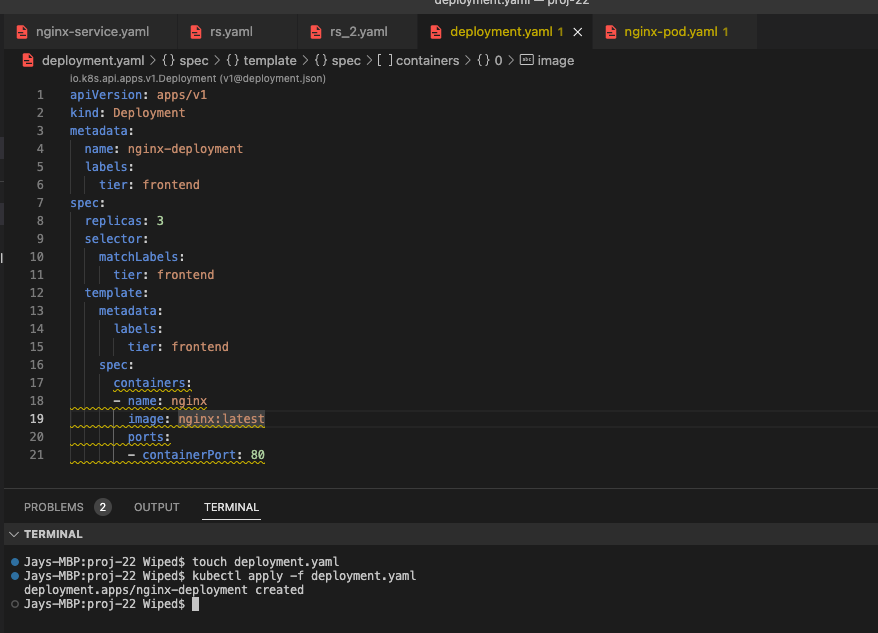 deployment.yaml — proj-22
nginx-service.yaml rs.yaml rs_2.yaml deployment.yaml 1 nginx-pod.yaml 1
deployment.yaml > {} spec > {} template > {} spec > [ ] containers > {} 0 > abc image
io.k8s.api.apps.v1.Deployment (v1@deployment.json)
1 apiVersion: apps/v1
2 kind: Deployment
3 metadata:
4   name: nginx-deployment
5   labels:
6     tier: frontend
7 spec:
8   replicas: 3
9   selector:
10     matchLabels:
11       tier: frontend
12   template:
13     metadata:
14       labels:
15         tier: frontend
16     spec:
17       containers:
18       - name: nginx
19         image: nginx:latest
20         ports:
21         - containerPort: 80
PROBLEMS 2 OUTPUT TERMINAL
TERMINAL
Jays-MBP:proj-22 Wiped$ touch deployment.yaml
Jays-MBP:proj-22 Wiped$ kubectl apply -f deployment.yaml
deployment.apps/nginx-deployment created
Jays-MBP:proj-22 Wiped$